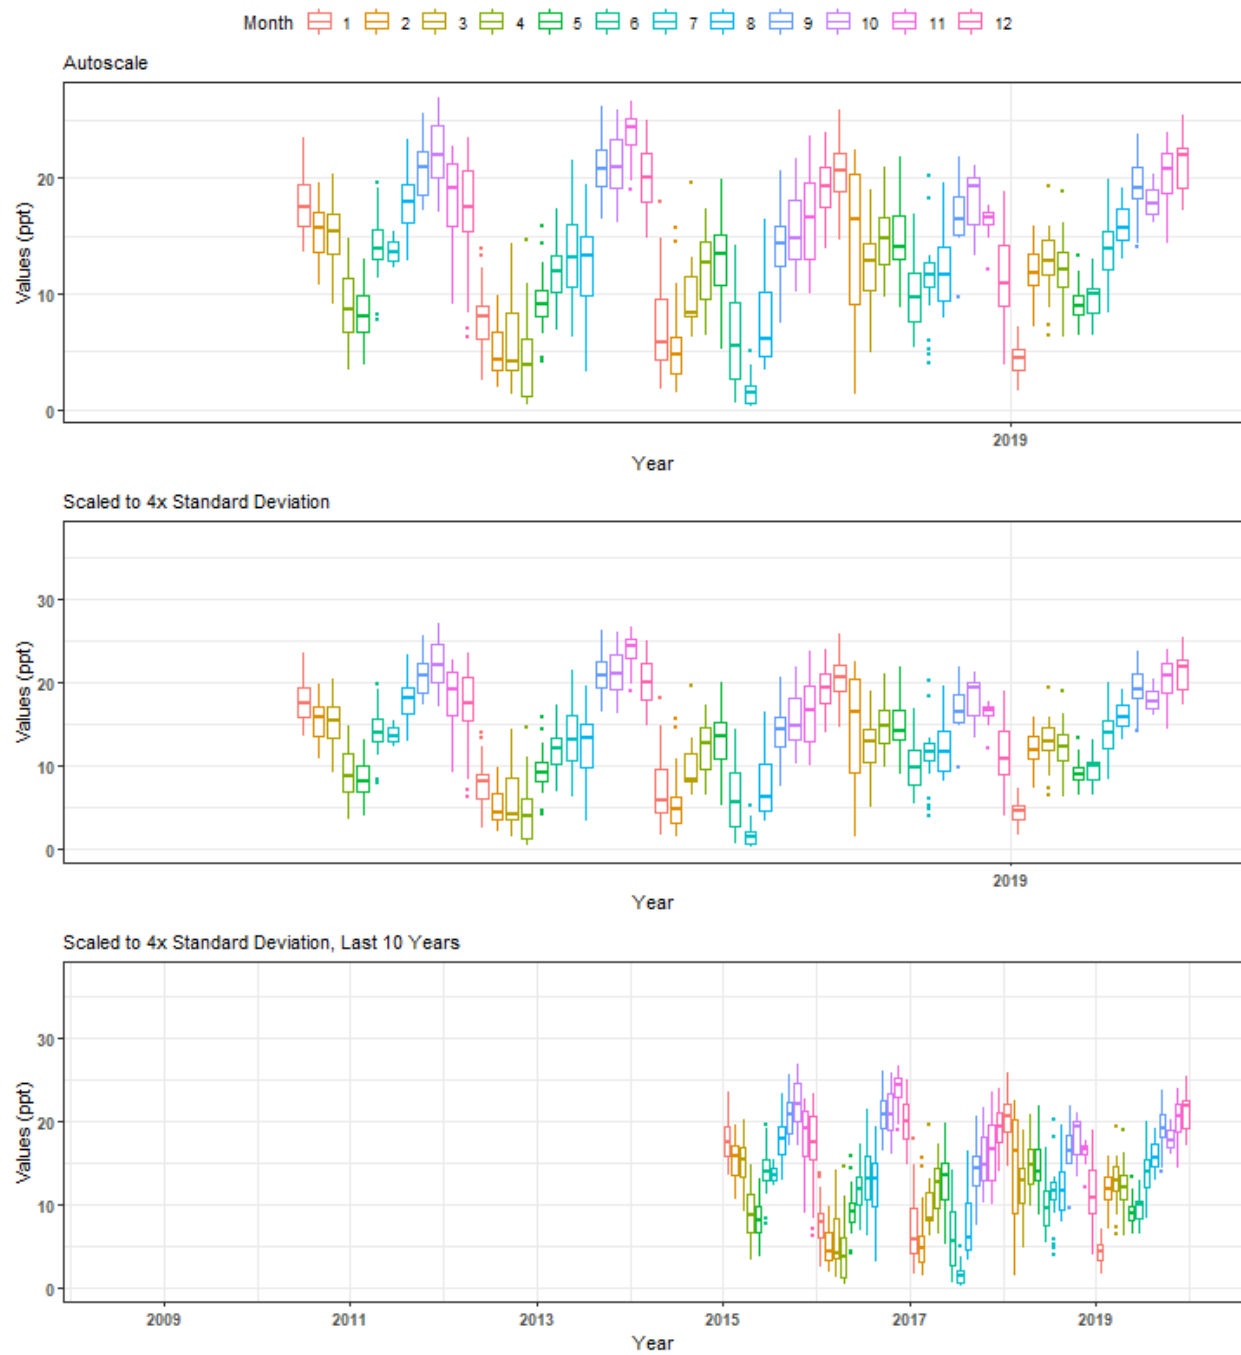 Month 1 2 3 4 5 6 7 8 9 10 11 12
Autoscale
Values (ppt)
20
10
0
2019
Year
Scaled to 4x Standard Deviation
Values (ppt)
30
20
10
0
2019
Year
Scaled to 4x Standard Deviation, Last 10 Years
Values (ppt)
30
20
10
0
2009 2011 2013 2015 2017 2019
Year